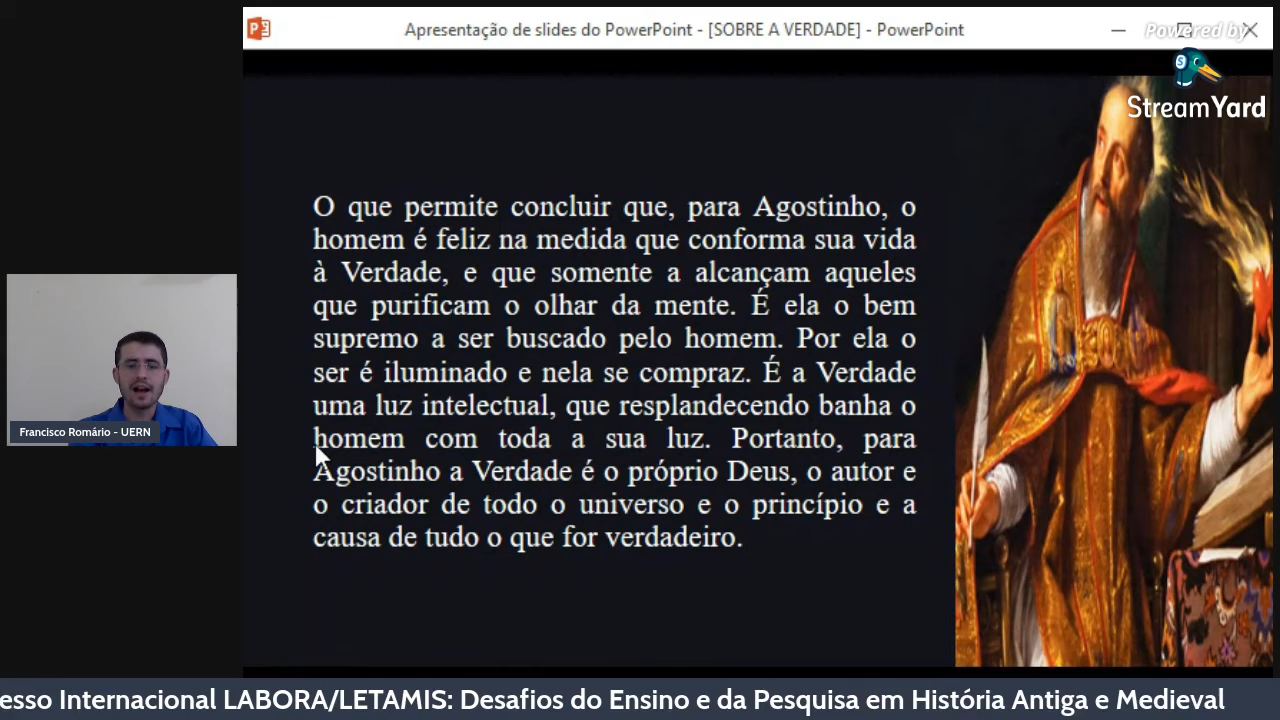 Apresentação de slides do PowerPoint - [SOBRE A VERDADE] - PowerPoint
Powered by
StreamYard
O que permite concluir que, para Agostinho, o
homem é feliz na medida que conforma sua vida
à Verdade, e que somente a alcançam aqueles
que purificam o olhar da mente. É ela o bem
supremo a ser buscado pelo homem. Por ela o
ser é iluminado e nela se compraz. É a Verdade
uma luz intelectual, que resplandecendo banha o
homem com toda a sua luz. Portanto, para
Agostinho a Verdade é o próprio Deus, o autor e
o criador de todo o universo e o princípio e a
causa de tudo o que for verdadeiro.
Francisco Romário - UERN
esso Internacional LABORA/LETAMIS: Desafios do Ensino e da Pesquisa em História Antiga e Medieval